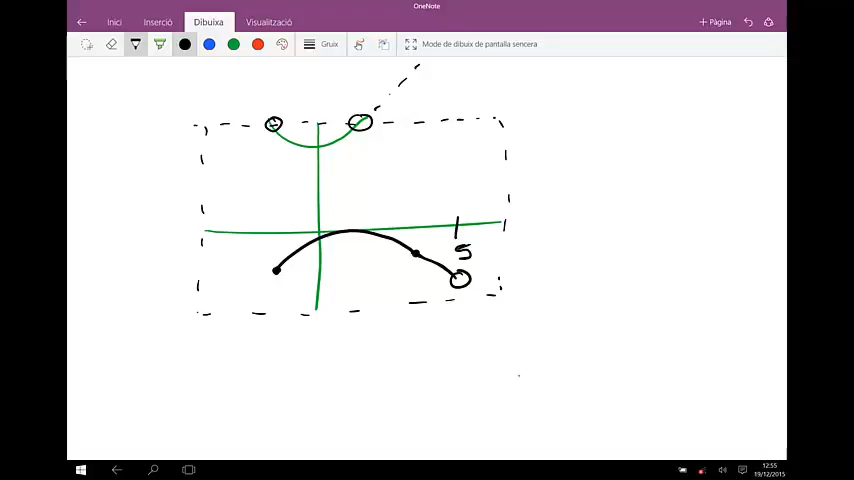 OneNote
Inici Inserció Dibuixa Visualització
Pàgina
Gruix Mode de dibuix de pantalla sencera
5
12:55
19/12/2015